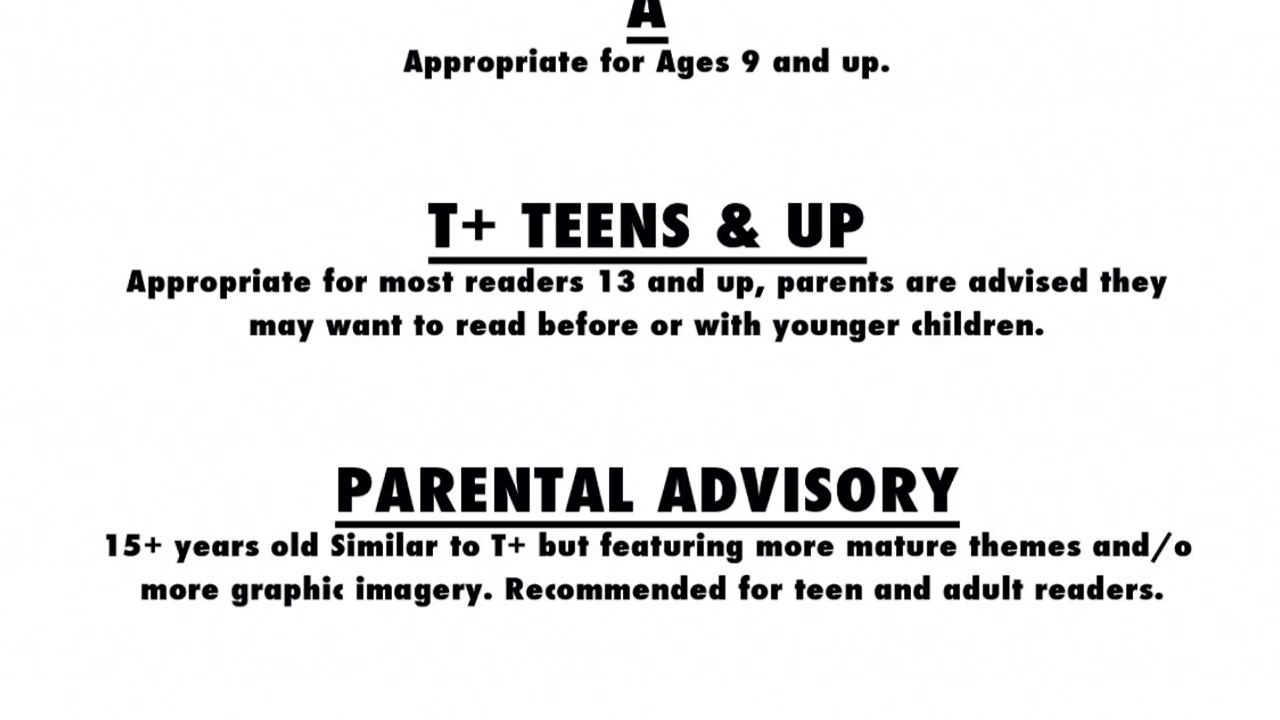 A
Appropriate for Ages 9 and up.
T+ TEENS & UP
Appropriate for most readers 13 and up, parents are advised they
may want to read before or with younger children.
PARENTAL ADVISORY
15+ years old Similar to T+ but featuring more mature themes and/o
more graphic imagery. Recommended for teen and adult readers.